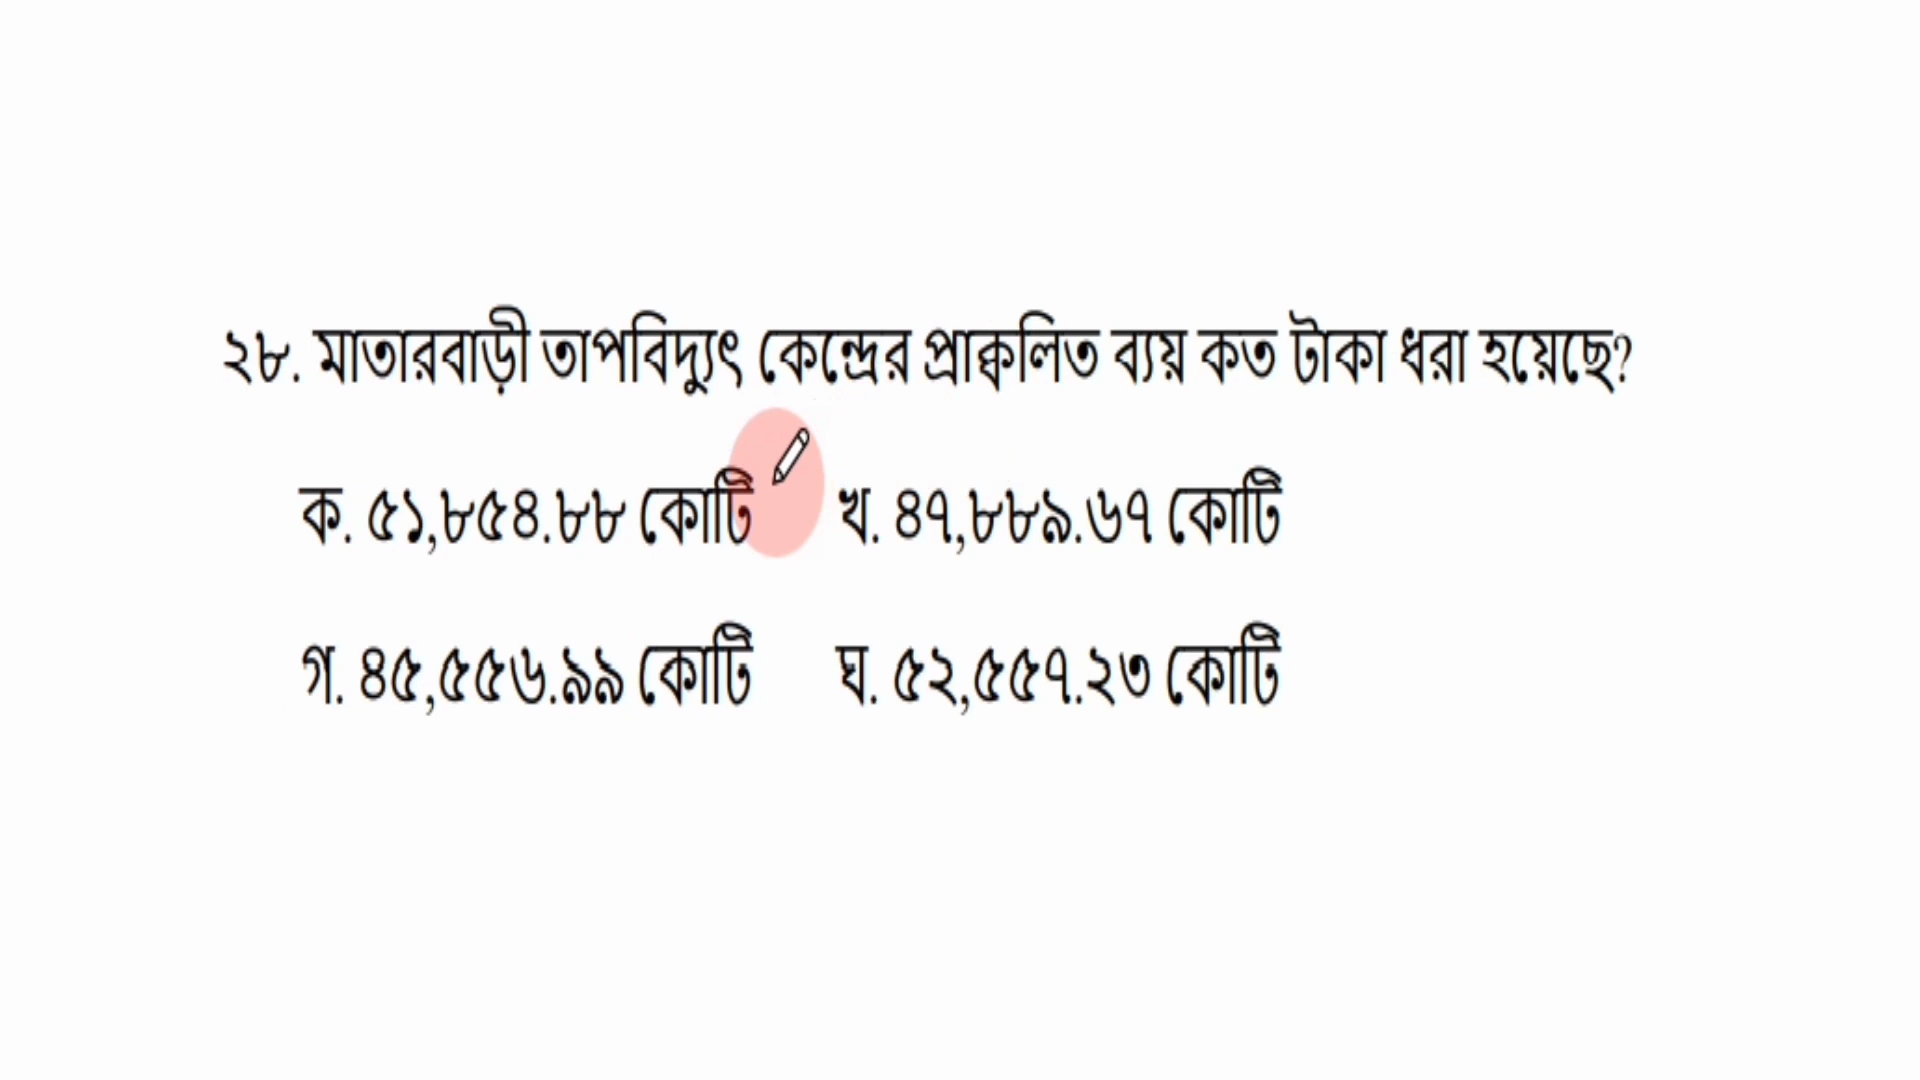 ২৮. মাতারবাড়ী তাপবিদ্যুৎ কেন্দ্রের প্রাক্বলিত ব্যয় কত টাকা ধরা হয়েছে?
ক. ৫১,৮৫৪.৮৮ কোটি খ. ৪৭,৮৮৯.৬৭ কোটি
গ. ৪৫,৫৫৬.৯৯ কোটি ঘ. ৫২,৫৫৭.২৩ কোটি